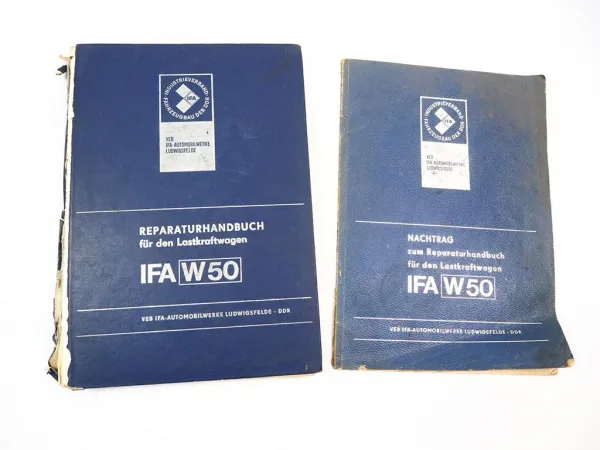 INDUSTRIEVERBAND
FAHRZEUGBAU DER DDR
IFA
VEB
IFA-AUTOMOBILWERKE
LUDWIGSFELDE
REPARATURHANDBUCH
für den Lastkraftwagen
IFA W50
VEB IFA-AUTOMOBILWERKE LUDWIGSFELDE - DDR
INDUSTRIEVERBAND
FAHRZEUGBAU DER DDR
IFA
VEB
IFA-AUTOMOBILWERKE
LUDWIGSFELDE
NACHTRAG
zum Reparaturhandbuch
für den Lastkraftwagen
IFA W50
VEB IFA-AUTOMOBILWERKE LUDWIGSFELDE - DDR